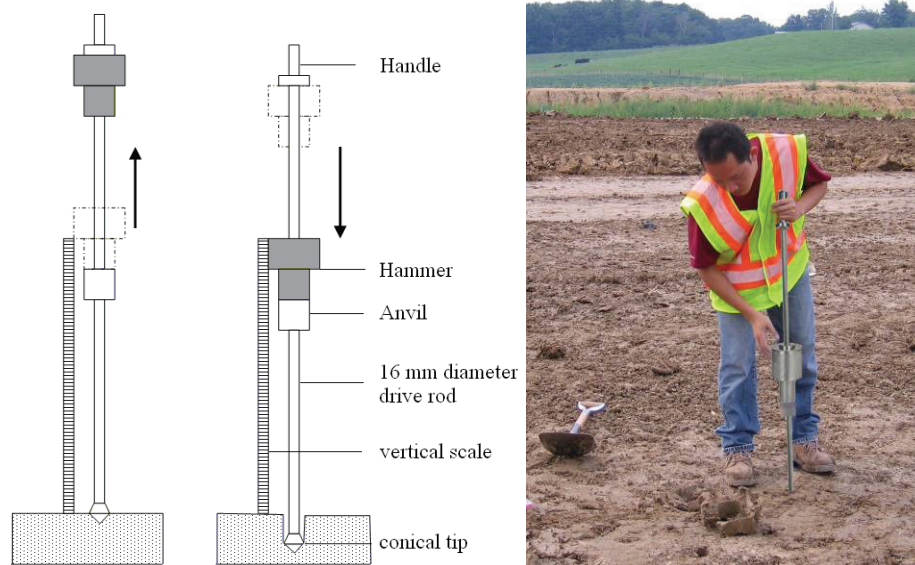 Handle
Hammer
Anvil
16 mm diameter
drive rod
vertical scale
conical tip